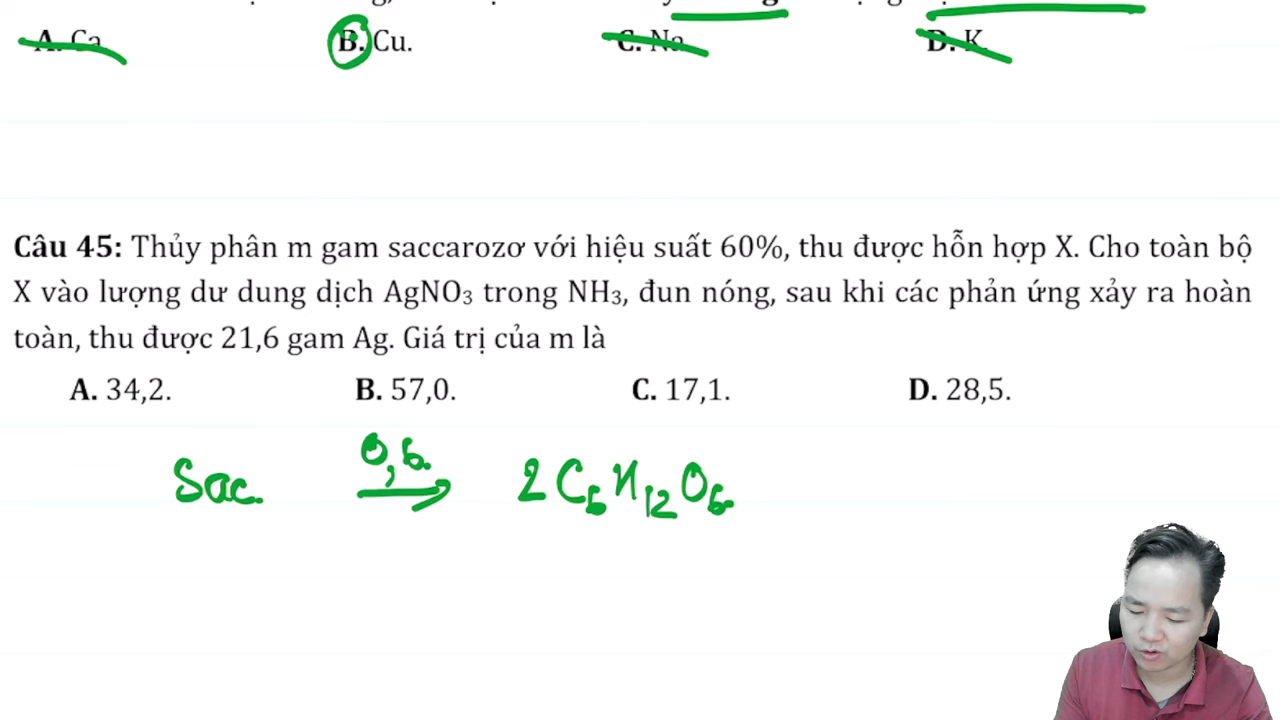 A. Ca
B. Cu.
C. Na
D. K
Câu 45: Thủy phân m gam saccarozơ với hiệu suất 60%, thu được hỗn hợp X. Cho toàn bộ
X vào lượng dư dung dịch AgNO₃ trong NH₃, đun nóng, sau khi các phản ứng xảy ra hoàn
toàn, thu được 21,6 gam Ag. Giá trị của m là
A. 34,2. B. 57,0. C. 17,1. D. 28,5.
0,6.
Sac. → 2C₆H₁₂O₆